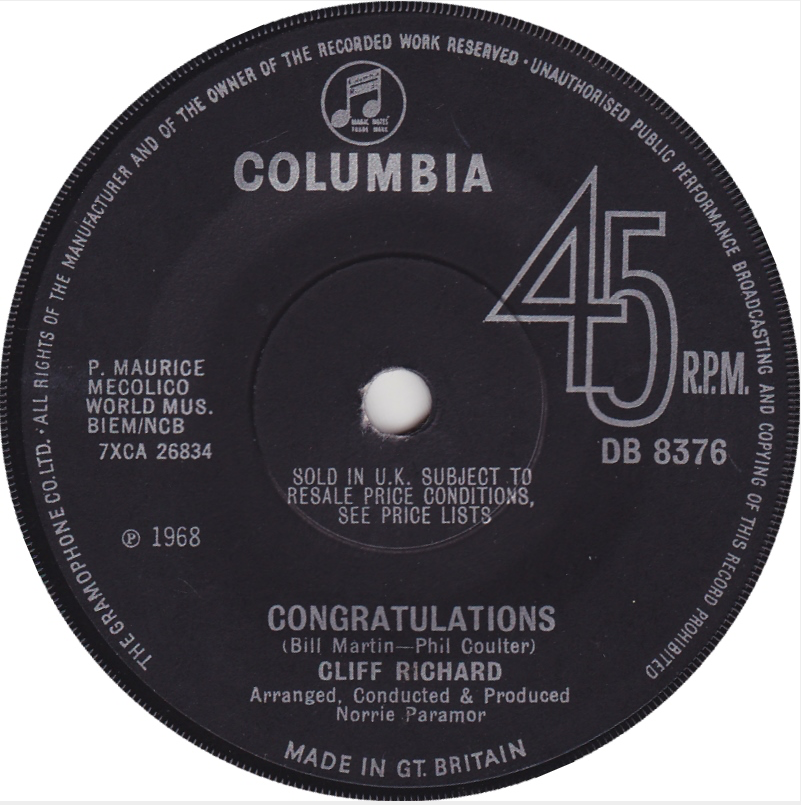 THE GRAMOPHONE CO. LTD. · ALL RIGHTS OF THE MANUFACTURER AND OF THE OWNER OF THE RECORDED WORK RESERVED · UNAUTHORISED PUBLIC PERFORMANCE BROADCASTING AND COPYING OF THIS RECORD PROHIBITED
MAGIC NOTES
TRADE MARK
COLUMBIA
45
R.P.M.
DB 8376
P. MAURICE
MECOLICO
WORLD MUS.
BIEM/NCB
7XCA 26834
℗ 1968
SOLD IN U.K. SUBJECT TO
RESALE PRICE CONDITIONS,
SEE PRICE LISTS
CONGRATULATIONS
(Bill Martin—Phil Coulter)
CLIFF RICHARD
Arranged, Conducted & Produced
Norrie Paramor
MADE IN GT. BRITAIN